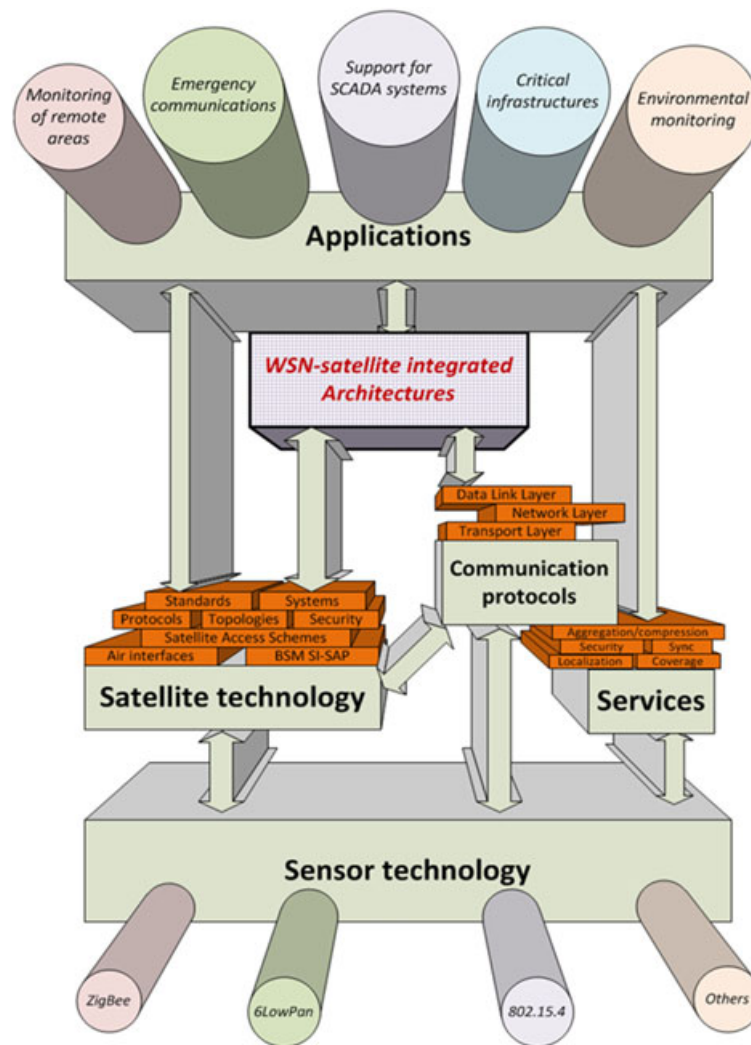 Monitoring
of remote
areas
Emergency
communications
Support for
SCADA systems
Critical
infrastructures
Environmental
monitoring
Applications
WSN-satellite integrated
Architectures
Data Link Layer
Network Layer
Transport Layer
Communication
protocols
Standards
Systems
Protocols
Topologies
Security
Satellite Access Schemes
Air interfaces
BSM SI-SAP
Satellite technology
Aggregation/compression
Security
Sync
Localization
Coverage
Services
Sensor technology
ZigBee
6LowPan
802.15.4
Others